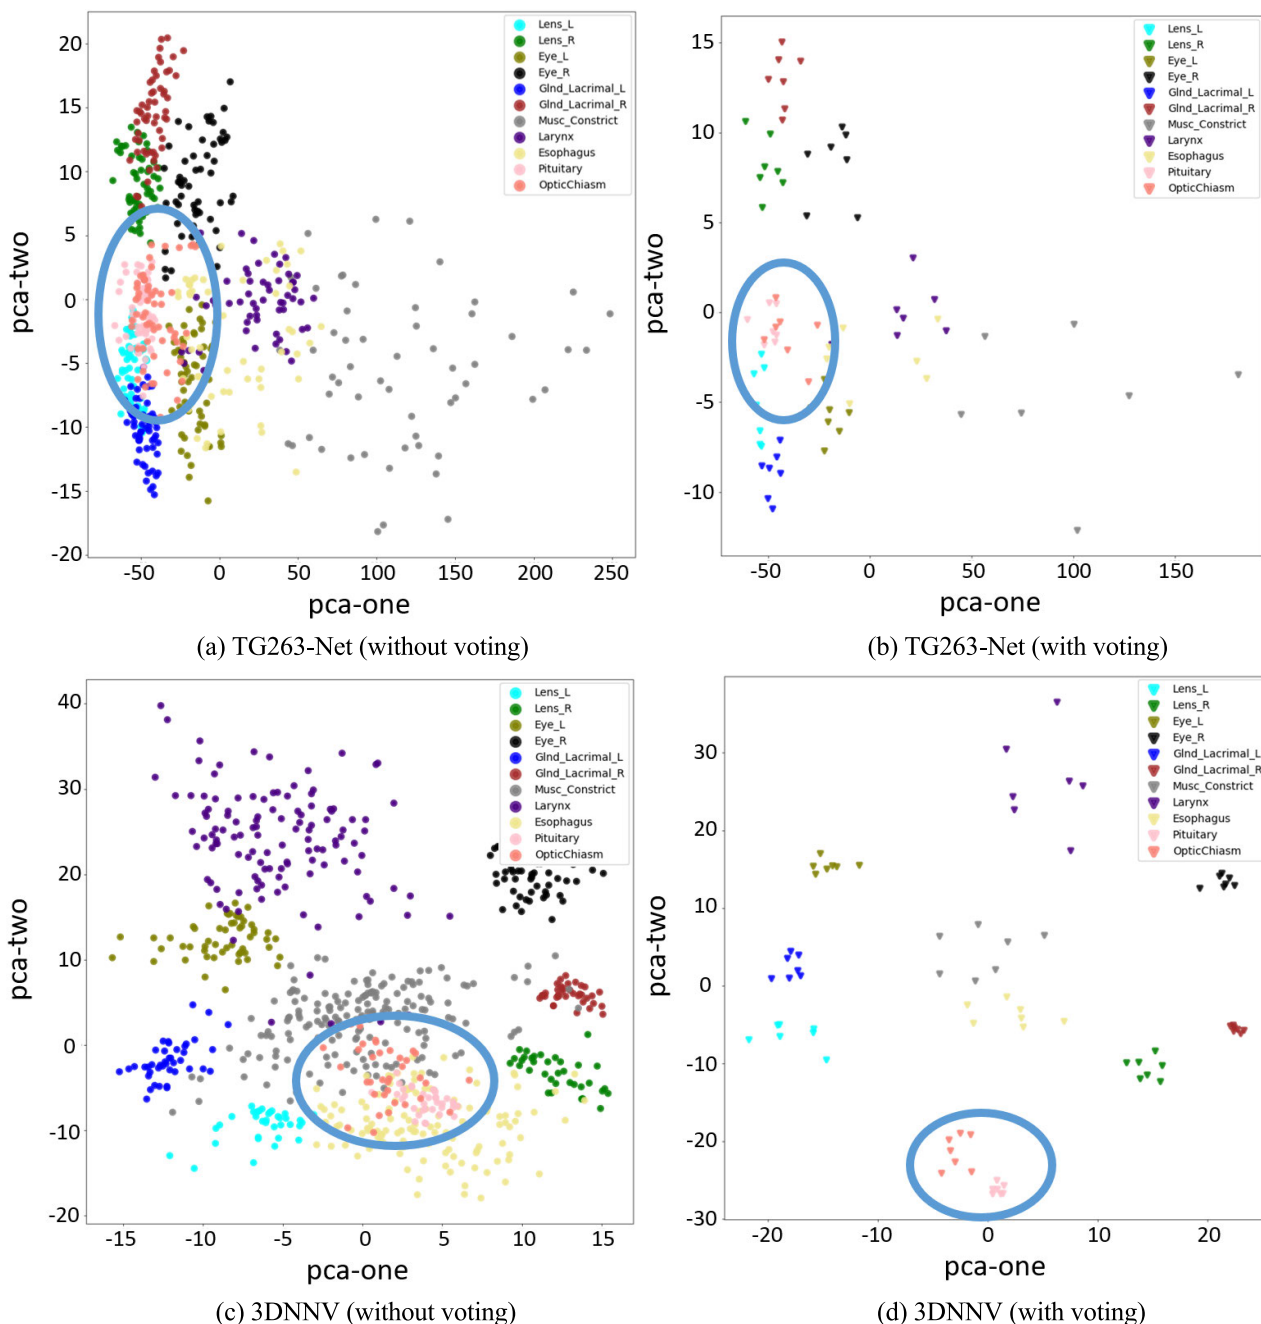 20
15
10
5
0
-5
-10
-15
-20
-50
0
50
100
150
200
250
pca-two
pca-one
Lens_L
Lens_R
Eye_L
Eye_R
Glnd_Lacrimal_L
Glnd_Lacrimal_R
Musc_Constrict
Larynx
Esophagus
Pituitary
OpticChiasm
(a) TG263-Net (without voting)
15
10
5
0
-5
-10
-50
0
50
100
150
pca-two
pca-one
Lens_L
Lens_R
Eye_L
Eye_R
Glnd_Lacrimal_L
Glnd_Lacrimal_R
Musc_Constrict
Larynx
Esophagus
Pituitary
OpticChiasm
(b) TG263-Net (with voting)
40
30
20
10
0
-10
-20
-15
-10
-5
0
5
10
15
pca-two
pca-one
Lens_L
Lens_R
Eye_L
Eye_R
Glnd_Lacrimal_L
Glnd_Lacrimal_R
Musc_Constrict
Larynx
Esophagus
Pituitary
OpticChiasm
(c) 3DNNV (without voting)
30
20
10
0
-10
-20
-30
-20
-10
0
10
20
pca-two
pca-one
Lens_L
Lens_R
Eye_L
Eye_R
Glnd_Lacrimal_L
Glnd_Lacrimal_R
Musc_Constrict
Larynx
Esophagus
Pituitary
OpticChiasm
(d) 3DNNV (with voting)